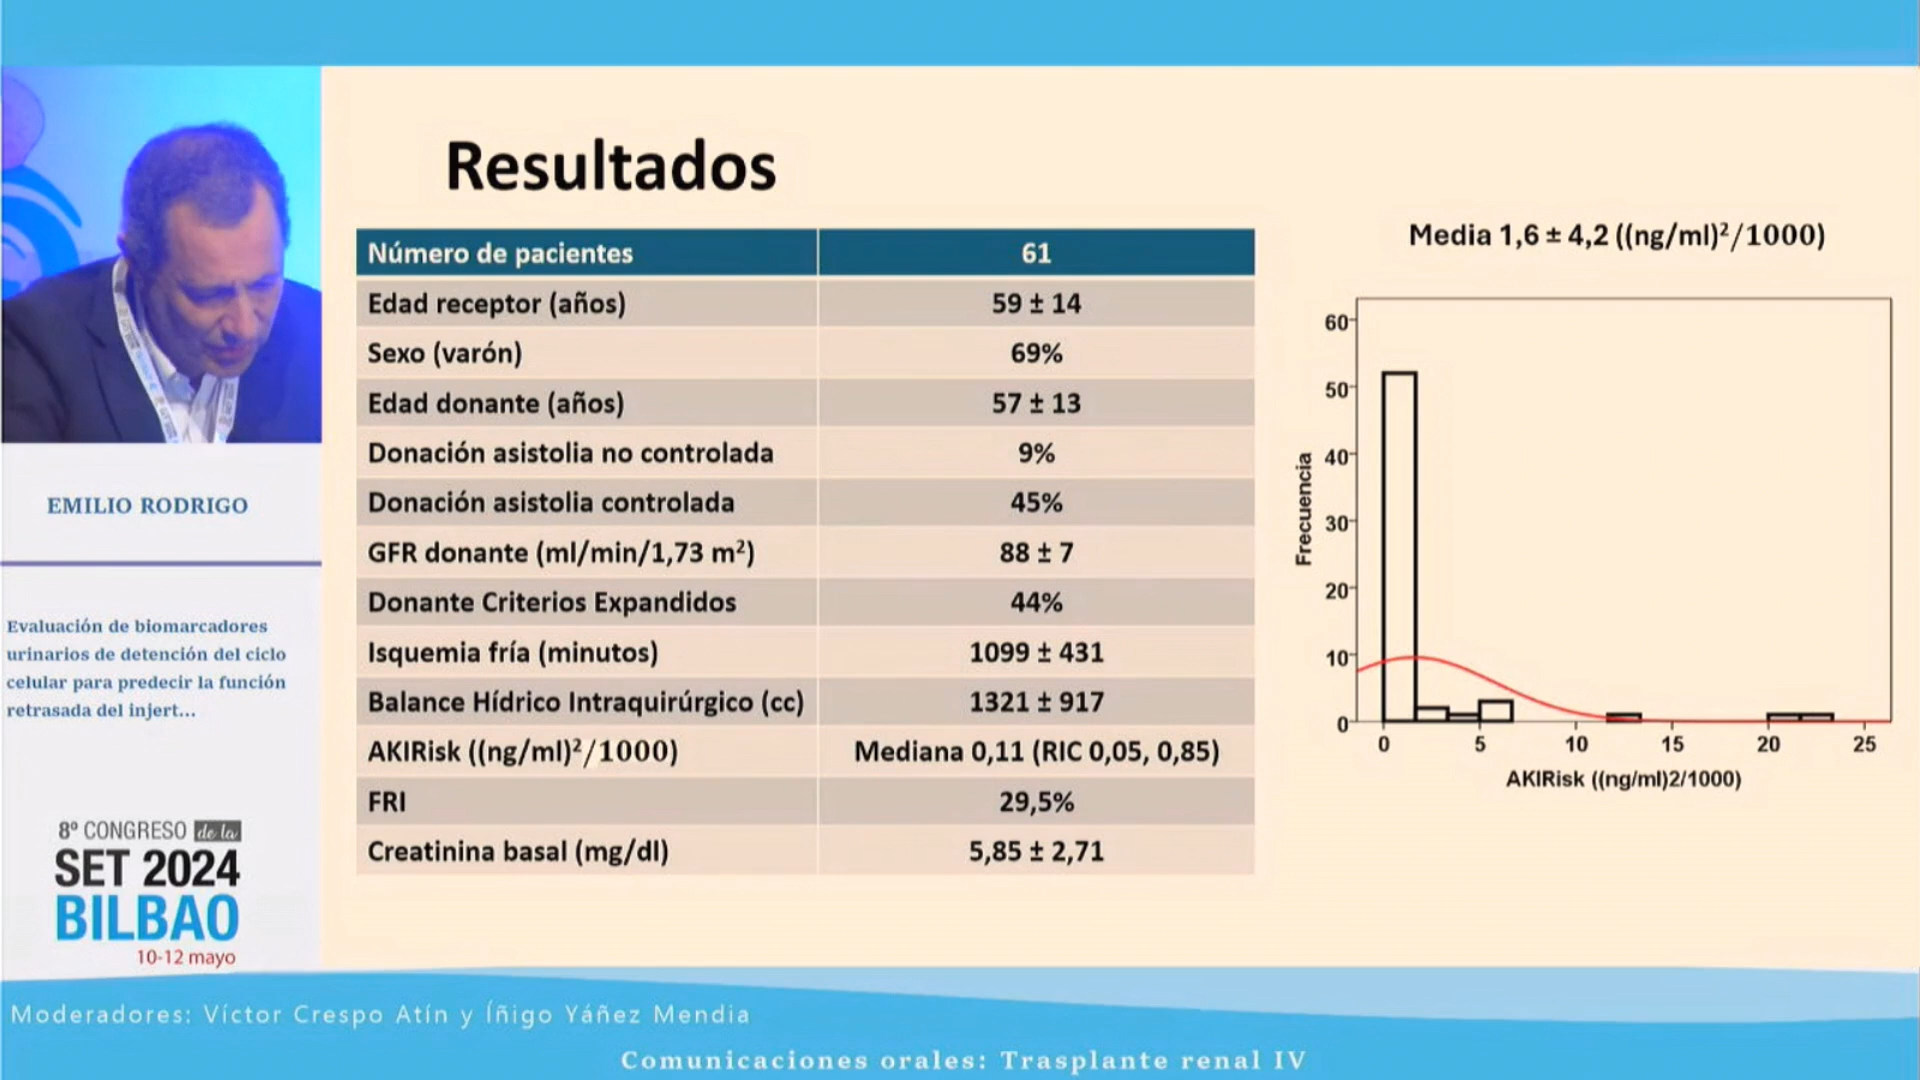 Resultados
Número de pacientes 61
Edad receptor (años) 59 ± 14
Sexo (varón) 69%
Edad donante (años) 57 ± 13
Donación asistolia no controlada 9%
Donación asistolia controlada 45%
GFR donante (ml/min/1,73 m²) 88 ± 7
Donante Criterios Expandidos 44%
Isquemia fría (minutos) 1099 ± 431
Balance Hídrico Intraquirúrgico (cc) 1321 ± 917
AKIRisk ((ng/ml)²/1000) Mediana 0,11 (RIC 0,05, 0,85)
FRI 29,5%
Creatinina basal (mg/dl) 5,85 ± 2,71
Media 1,6 ± 4,2 ((ng/ml)²/1000)
Frecuencia
60
50
40
30
20
10
0
0 5 10 15 20 25
AKIRisk ((ng/ml)2/1000)
EMILIO RODRIGO
Evaluación de biomarcadores
urinarios de detención del ciclo
celular para predecir la función
retrasada del injert...
8º CONGRESO de la
SET 2024
BILBAO
10-12 mayo
Moderadores: Víctor Crespo Atín y Íñigo Yáñez Mendia
Comunicaciones orales: Trasplante renal IV